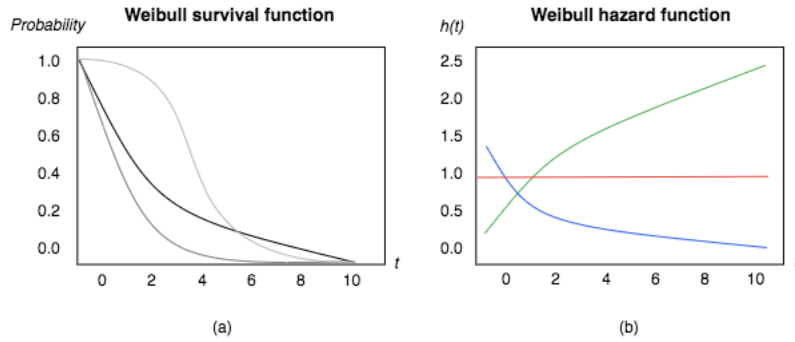 Weibull survival function
Probability
1.0
0.8
0.6
0.4
0.2
0.0
0 2 4 6 8 10
t
(a)
Weibull hazard function
h(t)
2.5
2.0
1.5
1.0
0.5
0.0
0 2 4 6 8 10
(b)